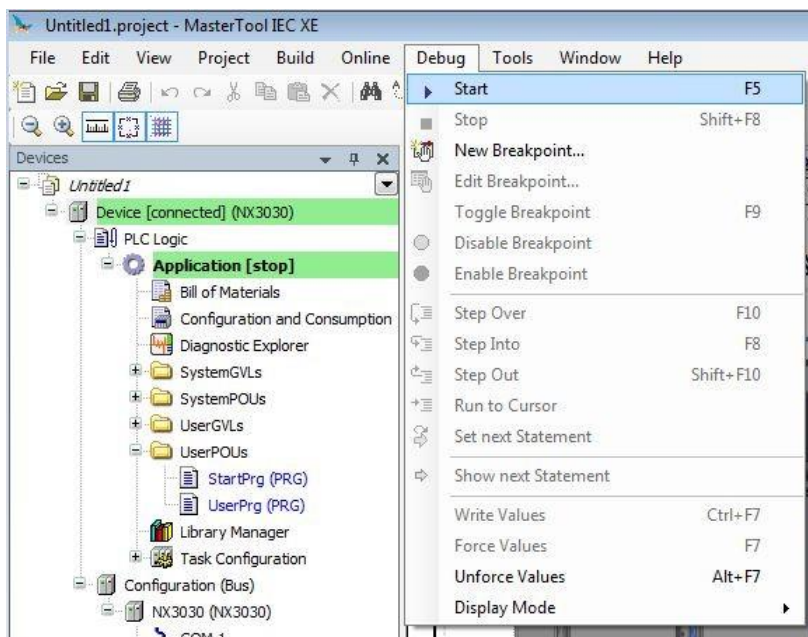 Untitled1.project - MasterTool IEC XE
File Edit View Project Build Online Debug Tools Window Help
Devices
Untitled1
Device [connected] (NX3030)
PLC Logic
Application [stop]
Bill of Materials
Configuration and Consumption
Diagnostic Explorer
SystemGVLs
SystemPOUs
UserGVLs
UserPOUs
StartPrg (PRG)
UserPrg (PRG)
Library Manager
Task Configuration
Configuration (Bus)
NX3030 (NX3030)
COM 1
Start F5
Stop Shift+F8
New Breakpoint...
Edit Breakpoint...
Toggle Breakpoint F9
Disable Breakpoint
Enable Breakpoint
Step Over F10
Step Into F8
Step Out Shift+F10
Run to Cursor
Set next Statement
Show next Statement
Write Values Ctrl+F7
Force Values F7
Unforce Values Alt+F7
Display Mode